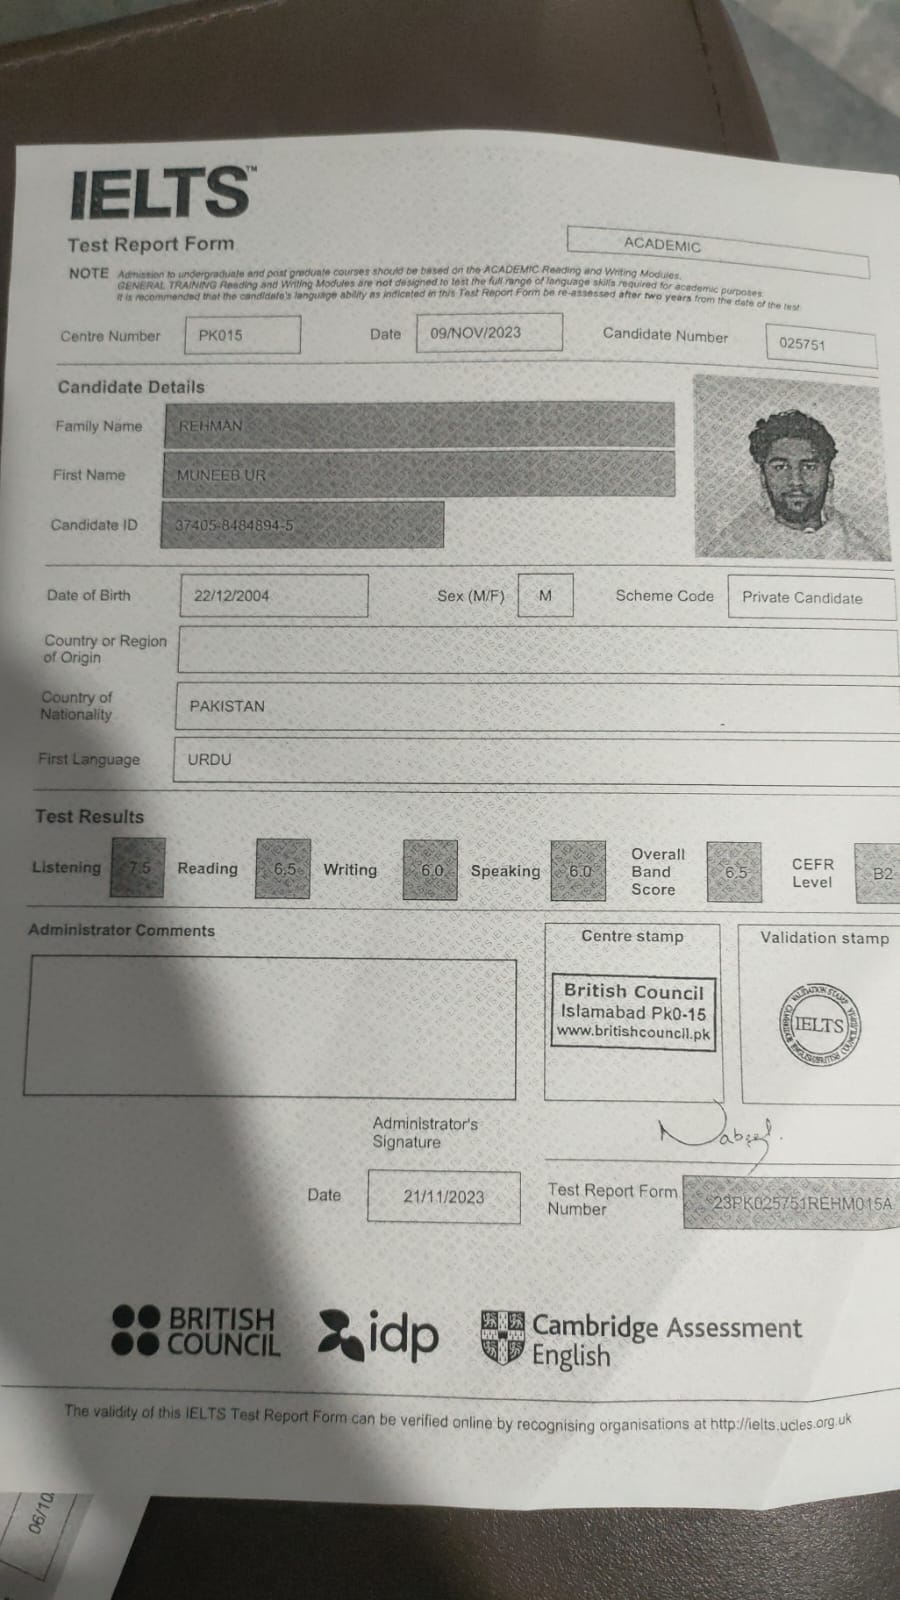 IELTS™
Test Report Form
ACADEMIC
NOTE Admission to undergraduate and post graduate courses should be based on the ACADEMIC Reading and Writing Modules.
GENERAL TRAINING Reading and Writing Modules are not designed to test the full range of language skills required for academic purposes.
It is recommended that the candidate's language ability as indicated in this Test Report Form be re-assessed after two years from the date of the test.
Centre Number PK015 Date 09/NOV/2023 Candidate Number 025751
Candidate Details
Family Name REHMAN
First Name MUNEEB UR
Candidate ID 37405-8484894-5
Date of Birth 22/12/2004 Sex (M/F) M Scheme Code Private Candidate
Country or Region
of Origin
Country of
Nationality PAKISTAN
First Language URDU
Test Results
Listening 7.5 Reading 6.5 Writing 6.0 Speaking 6.0 Overall Band Score 6.5 CEFR Level B2
Administrator Comments
Centre stamp
British Council
Islamabad Pk0-15
www.britishcouncil.pk
Validation stamp
IELTS
Administrator's
Signature
Nabeel.
Date 21/11/2023
Test Report Form
Number 23PK025751REHM015A
BRITISH
COUNCIL
idp
Cambridge Assessment
English
The validity of this IELTS Test Report Form can be verified online by recognising organisations at http://ielts.ucles.org.uk
06/10